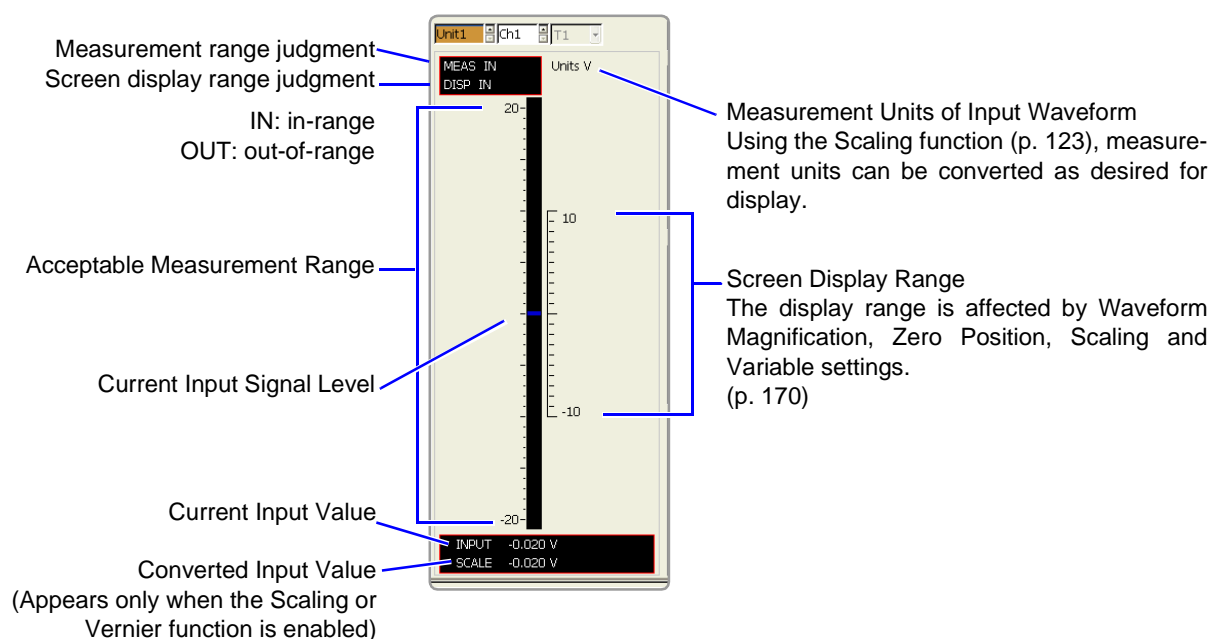 Unit1 Ch1 T1
Measurement range judgment
Screen display range judgment
IN: in-range
OUT: out-of-range
MEAS IN
DISP IN
Units V
Measurement Units of Input Waveform
Using the Scaling function (p. 123), measure-
ment units can be converted as desired for
display.
20
10
Acceptable Measurement Range
Screen Display Range
The display range is affected by Waveform
Magnification, Zero Position, Scaling and
Variable settings.
(p. 170)
Current Input Signal Level
-10
-20
Current Input Value
INPUT -0.020 V
SCALE -0.020 V
Converted Input Value
(Appears only when the Scaling or
Vernier function is enabled)